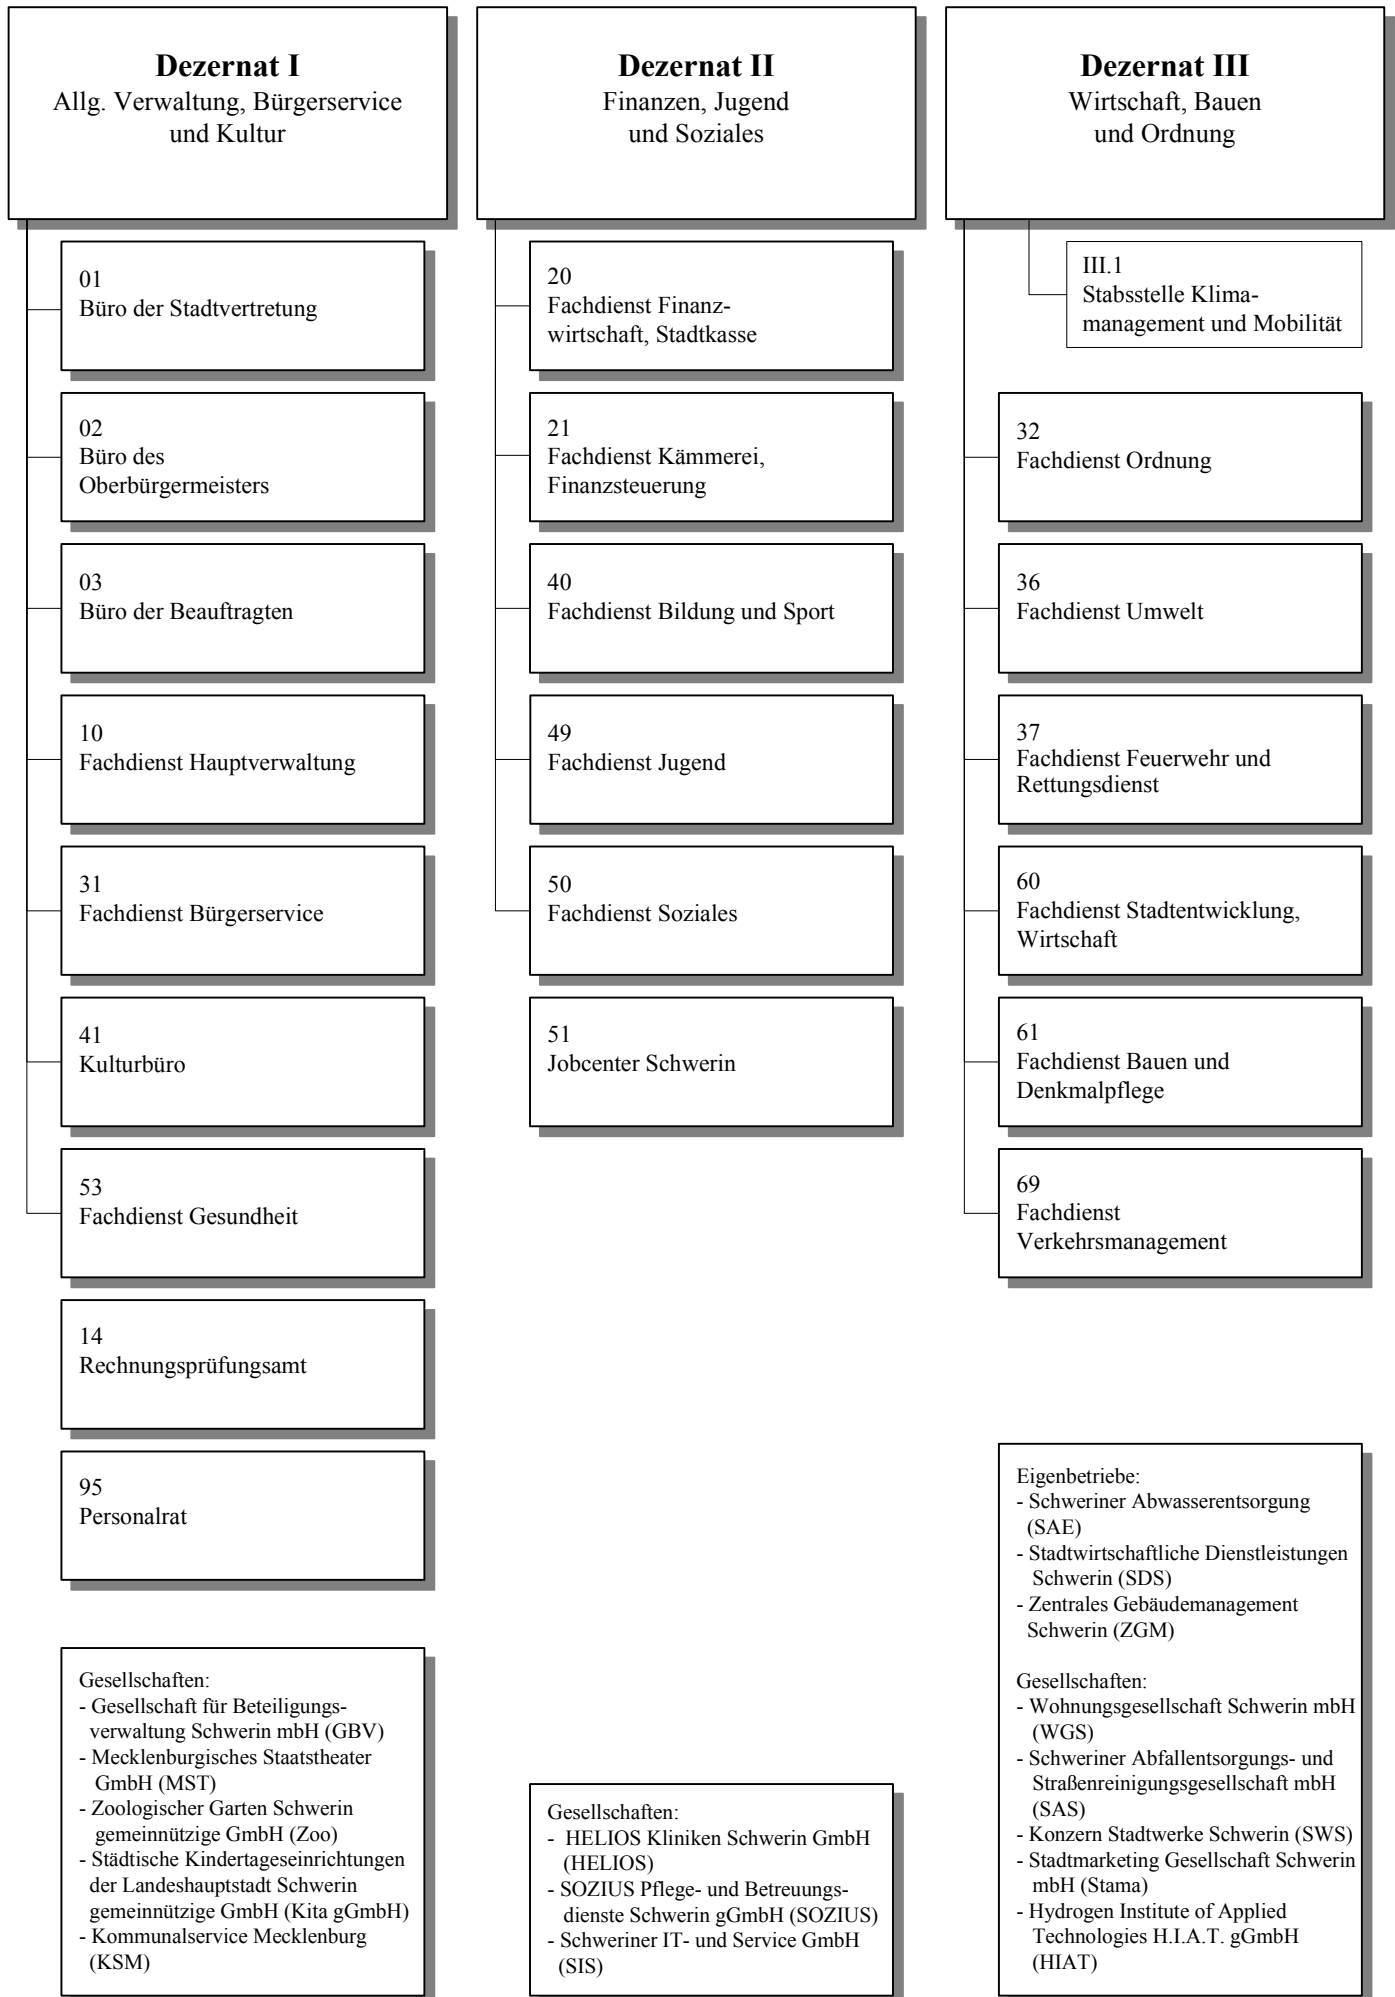 Dezernat I
Allg. Verwaltung, Bürgerservice
und Kultur
01
Büro der Stadtvertretung
02
Büro des
Oberbürgermeisters
03
Büro der Beauftragten
10
Fachdienst Hauptverwaltung
31
Fachdienst Bürgerservice
41
Kulturbüro
53
Fachdienst Gesundheit
14
Rechnungsprüfungsamt
95
Personalrat
Gesellschaften:
- Gesellschaft für Beteiligungs-
verwaltung Schwerin mbH (GBV)
- Mecklenburgisches Staatstheater
GmbH (MST)
- Zoologischer Garten Schwerin
gemeinnützige GmbH (Zoo)
- Städtische Kindertageseinrichtungen
der Landeshauptstadt Schwerin
gemeinnützige GmbH (Kita gGmbH)
- Kommunalservice Mecklenburg
(KSM)
Dezernat II
Finanzen, Jugend
und Soziales
20
Fachdienst Finanz-
wirtschaft, Stadtkasse
21
Fachdienst Kämmerei,
Finanzsteuerung
40
Fachdienst Bildung und Sport
49
Fachdienst Jugend
50
Fachdienst Soziales
51
Jobcenter Schwerin
Gesellschaften:
- HELIOS Kliniken Schwerin GmbH
(HELIOS)
- SOZIUS Pflege- und Betreuungs-
dienste Schwerin gGmbH (SOZIUS)
- Schweriner IT- und Service GmbH
(SIS)
Dezernat III
Wirtschaft, Bauen
und Ordnung
III.1
Stabsstelle Klima-
management und Mobilität
32
Fachdienst Ordnung
36
Fachdienst Umwelt
37
Fachdienst Feuerwehr und
Rettungsdienst
60
Fachdienst Stadtentwicklung,
Wirtschaft
61
Fachdienst Bauen und
Denkmalpflege
69
Fachdienst
Verkehrsmanagement
Eigenbetriebe:
- Schweriner Abwasserentsorgung
(SAE)
- Stadtwirtschaftliche Dienstleistungen
Schwerin (SDS)
- Zentrales Gebäudemanagement
Schwerin (ZGM)
Gesellschaften:
- Wohnungsgesellschaft Schwerin mbH
(WGS)
- Schweriner Abfallentsorgungs- und
Straßenreinigungsgesellschaft mbH
(SAS)
- Konzern Stadtwerke Schwerin (SWS)
- Stadtmarketing Gesellschaft Schwerin
mbH (Stama)
- Hydrogen Institute of Applied
Technologies H.I.A.T. gGmbH
(HIAT)